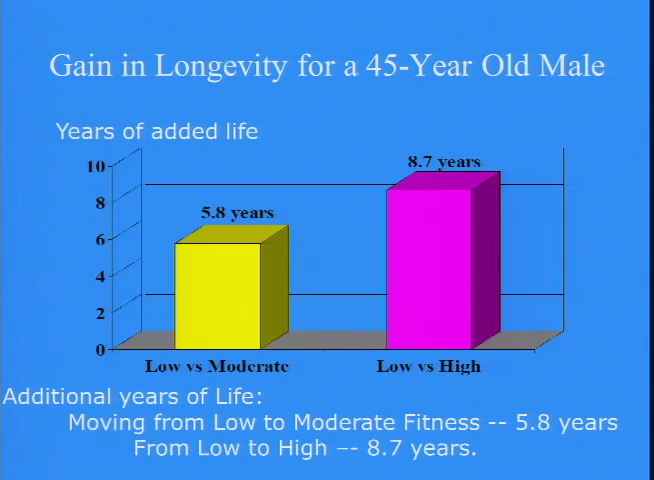 Gain in Longevity for a 45-Year Old Male
Years of added life
10
8
6
4
2
0
5.8 years
8.7 years
Low vs Moderate
Low vs High
Additional years of Life:
Moving from Low to Moderate Fitness -- 5.8 years
From Low to High –- 8.7 years.